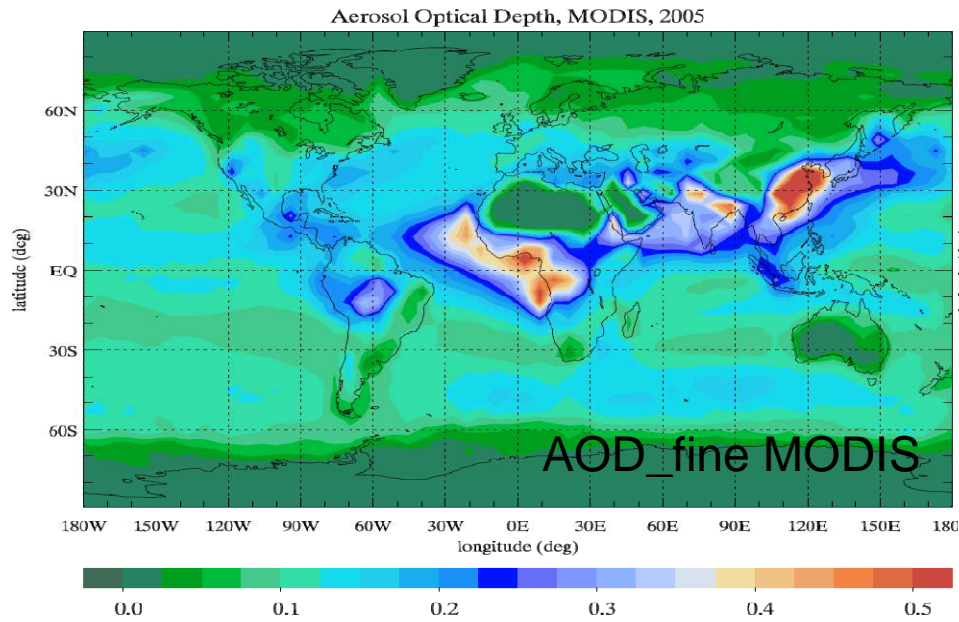 Aerosol Optical Depth, MODIS, 2005
60N
30N
EQ
30S
60S
latitude (deg)
AOD_fine MODIS
180W 150W 120W 90W 60W 30W 0E 30E 60E 90E 120E 150E 180
longitude (deg)
0.0 0.1 0.2 0.3 0.4 0.5